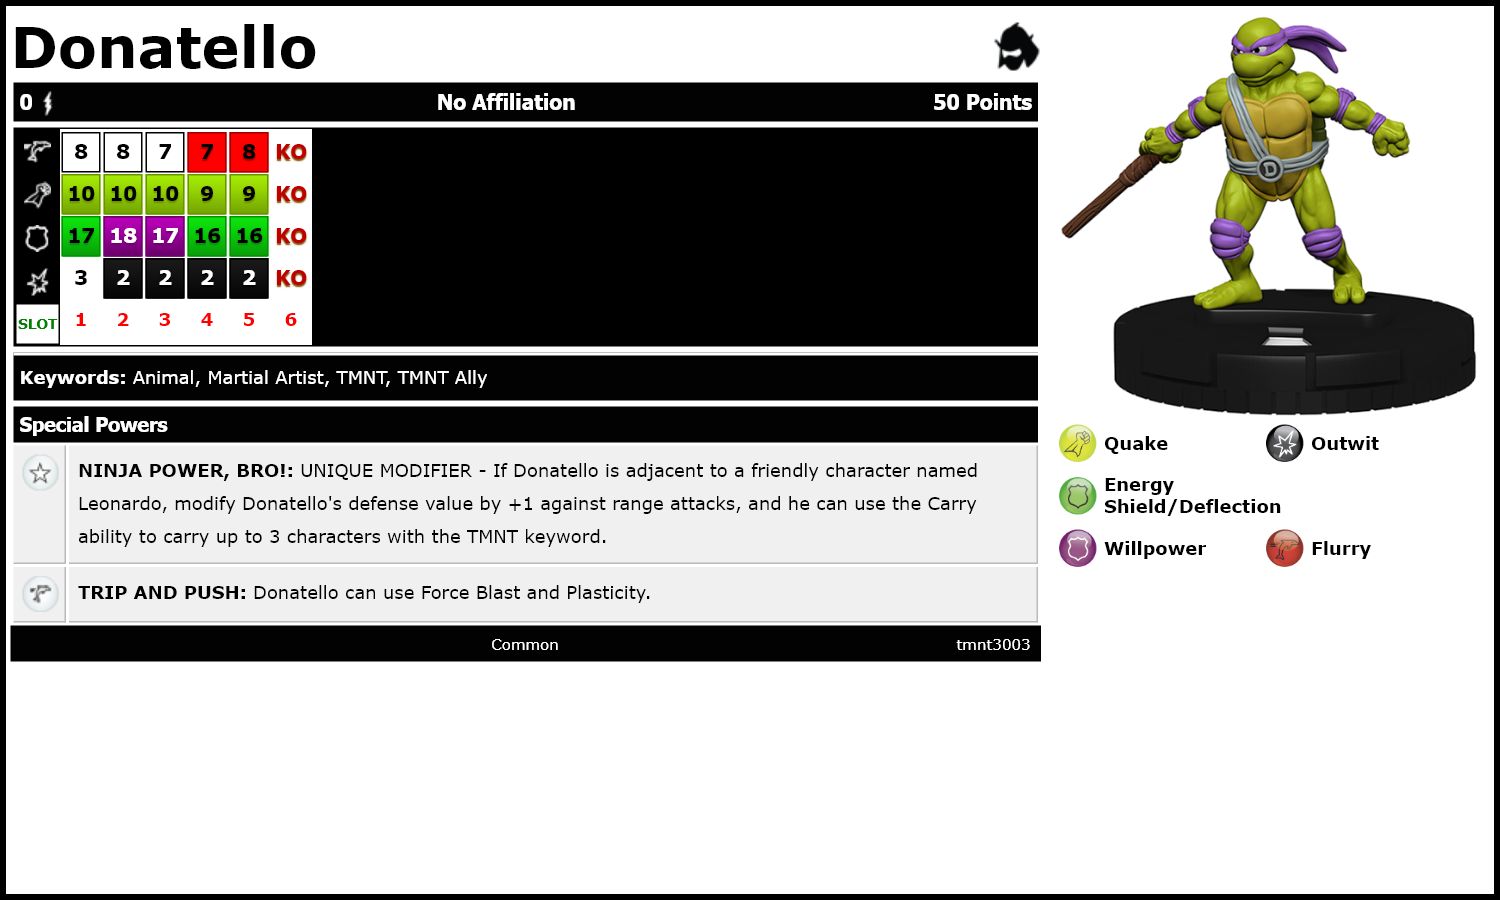 Donatello
0 No Affiliation 50 Points
8 8 7 7 8 KO
10 10 10 9 9 KO
17 18 17 16 16 KO
3 2 2 2 2 KO
SLOT 1 2 3 4 5 6
Keywords: Animal, Martial Artist, TMNT, TMNT Ally
Special Powers
NINJA POWER, BRO!: UNIQUE MODIFIER - If Donatello is adjacent to a friendly character named
Leonardo, modify Donatello's defense value by +1 against range attacks, and he can use the Carry
ability to carry up to 3 characters with the TMNT keyword.
TRIP AND PUSH: Donatello can use Force Blast and Plasticity.
Common tmnt3003
D
Quake Outwit
Energy
Shield/Deflection
Willpower Flurry